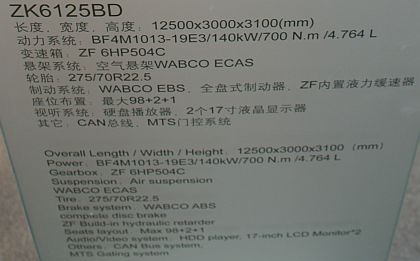 ZK6125BD
长度，宽度，高度：12500x3000x3100(mm)
动力系统：BF4M1013-19E3/140kW/700 N.m /4.764 L
变速箱：ZF 6HP504C
悬架系统：空气悬架WABCO ECAS
轮胎：275/70R22.5
制动系统：WABCO EBS、全盘式制动器、ZF内置液力缓速器
座位布置：最大98+2+1
视听系统：硬盘播放器，2个17寸液晶显示器
其它：CAN总线、MTS门控系统
Overall Length / Width / Height：12500x3000x3100 （mm）
Power：BF4M1013-19E3/140kW/700 N.m /4.764 L
Gearbox：ZF 6HP504C
Suspension：Air suspension
WABCO ECAS
Tire：275/70R22.5
Brake system：WABCO ABS
complete disc brake
ZF Build-in hydraulic retarder
Seats layout：Max 98+2+1
Audio/Video system：HDD player, 17-inch LCD Monitor*2
Others：CAN Bus system,
MTS Gating system